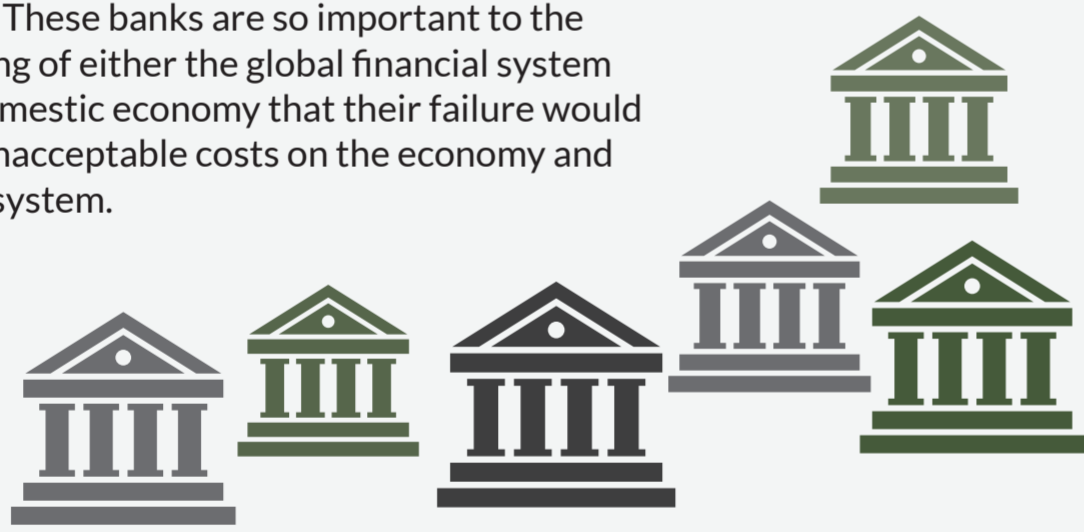 These banks are so important to the
ng of either the global financial system
mestic economy that their failure would
nacceptable costs on the economy and
system.